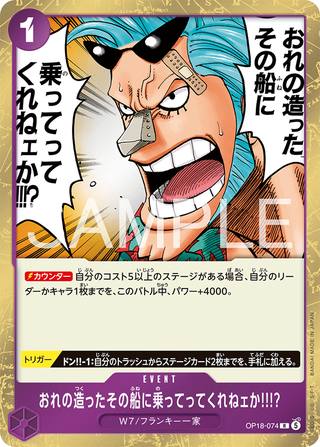 1
おれの造った
その船に
乗ってって
くれねェか!!!?
SAMPLE
カウンター 自分のコスト5以上のステージがある場合、自分のリー
ダーかキャラ1枚までを、このバトル中、パワー+4000。
トリガー ドン!!-1:自分のトラッシュからステージカード2枚までを、手札に加える。
BANDAI MADE IN JAPAN
EVENT
おれの造ったその船に乗ってってくれねェか!!!?
W7/フランキー一家
OP18-074 R